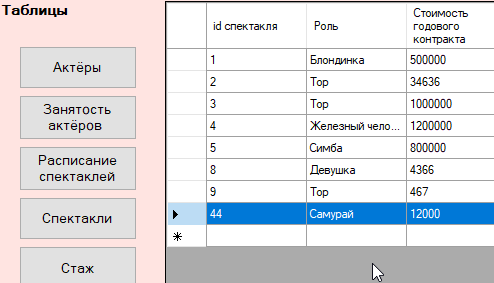 Таблицы
Актёры
Занятость
актёров
Расписание
спектаклей
Спектакли
Стаж
id спектакля Роль Стоимость
годового
контракта
1 Блондинка 500000
2 Тор 34636
3 Тор 1000000
4 Железный чело... 1200000
5 Симба 800000
8 Девушка 4366
9 Тор 467
44 Самурай 12000